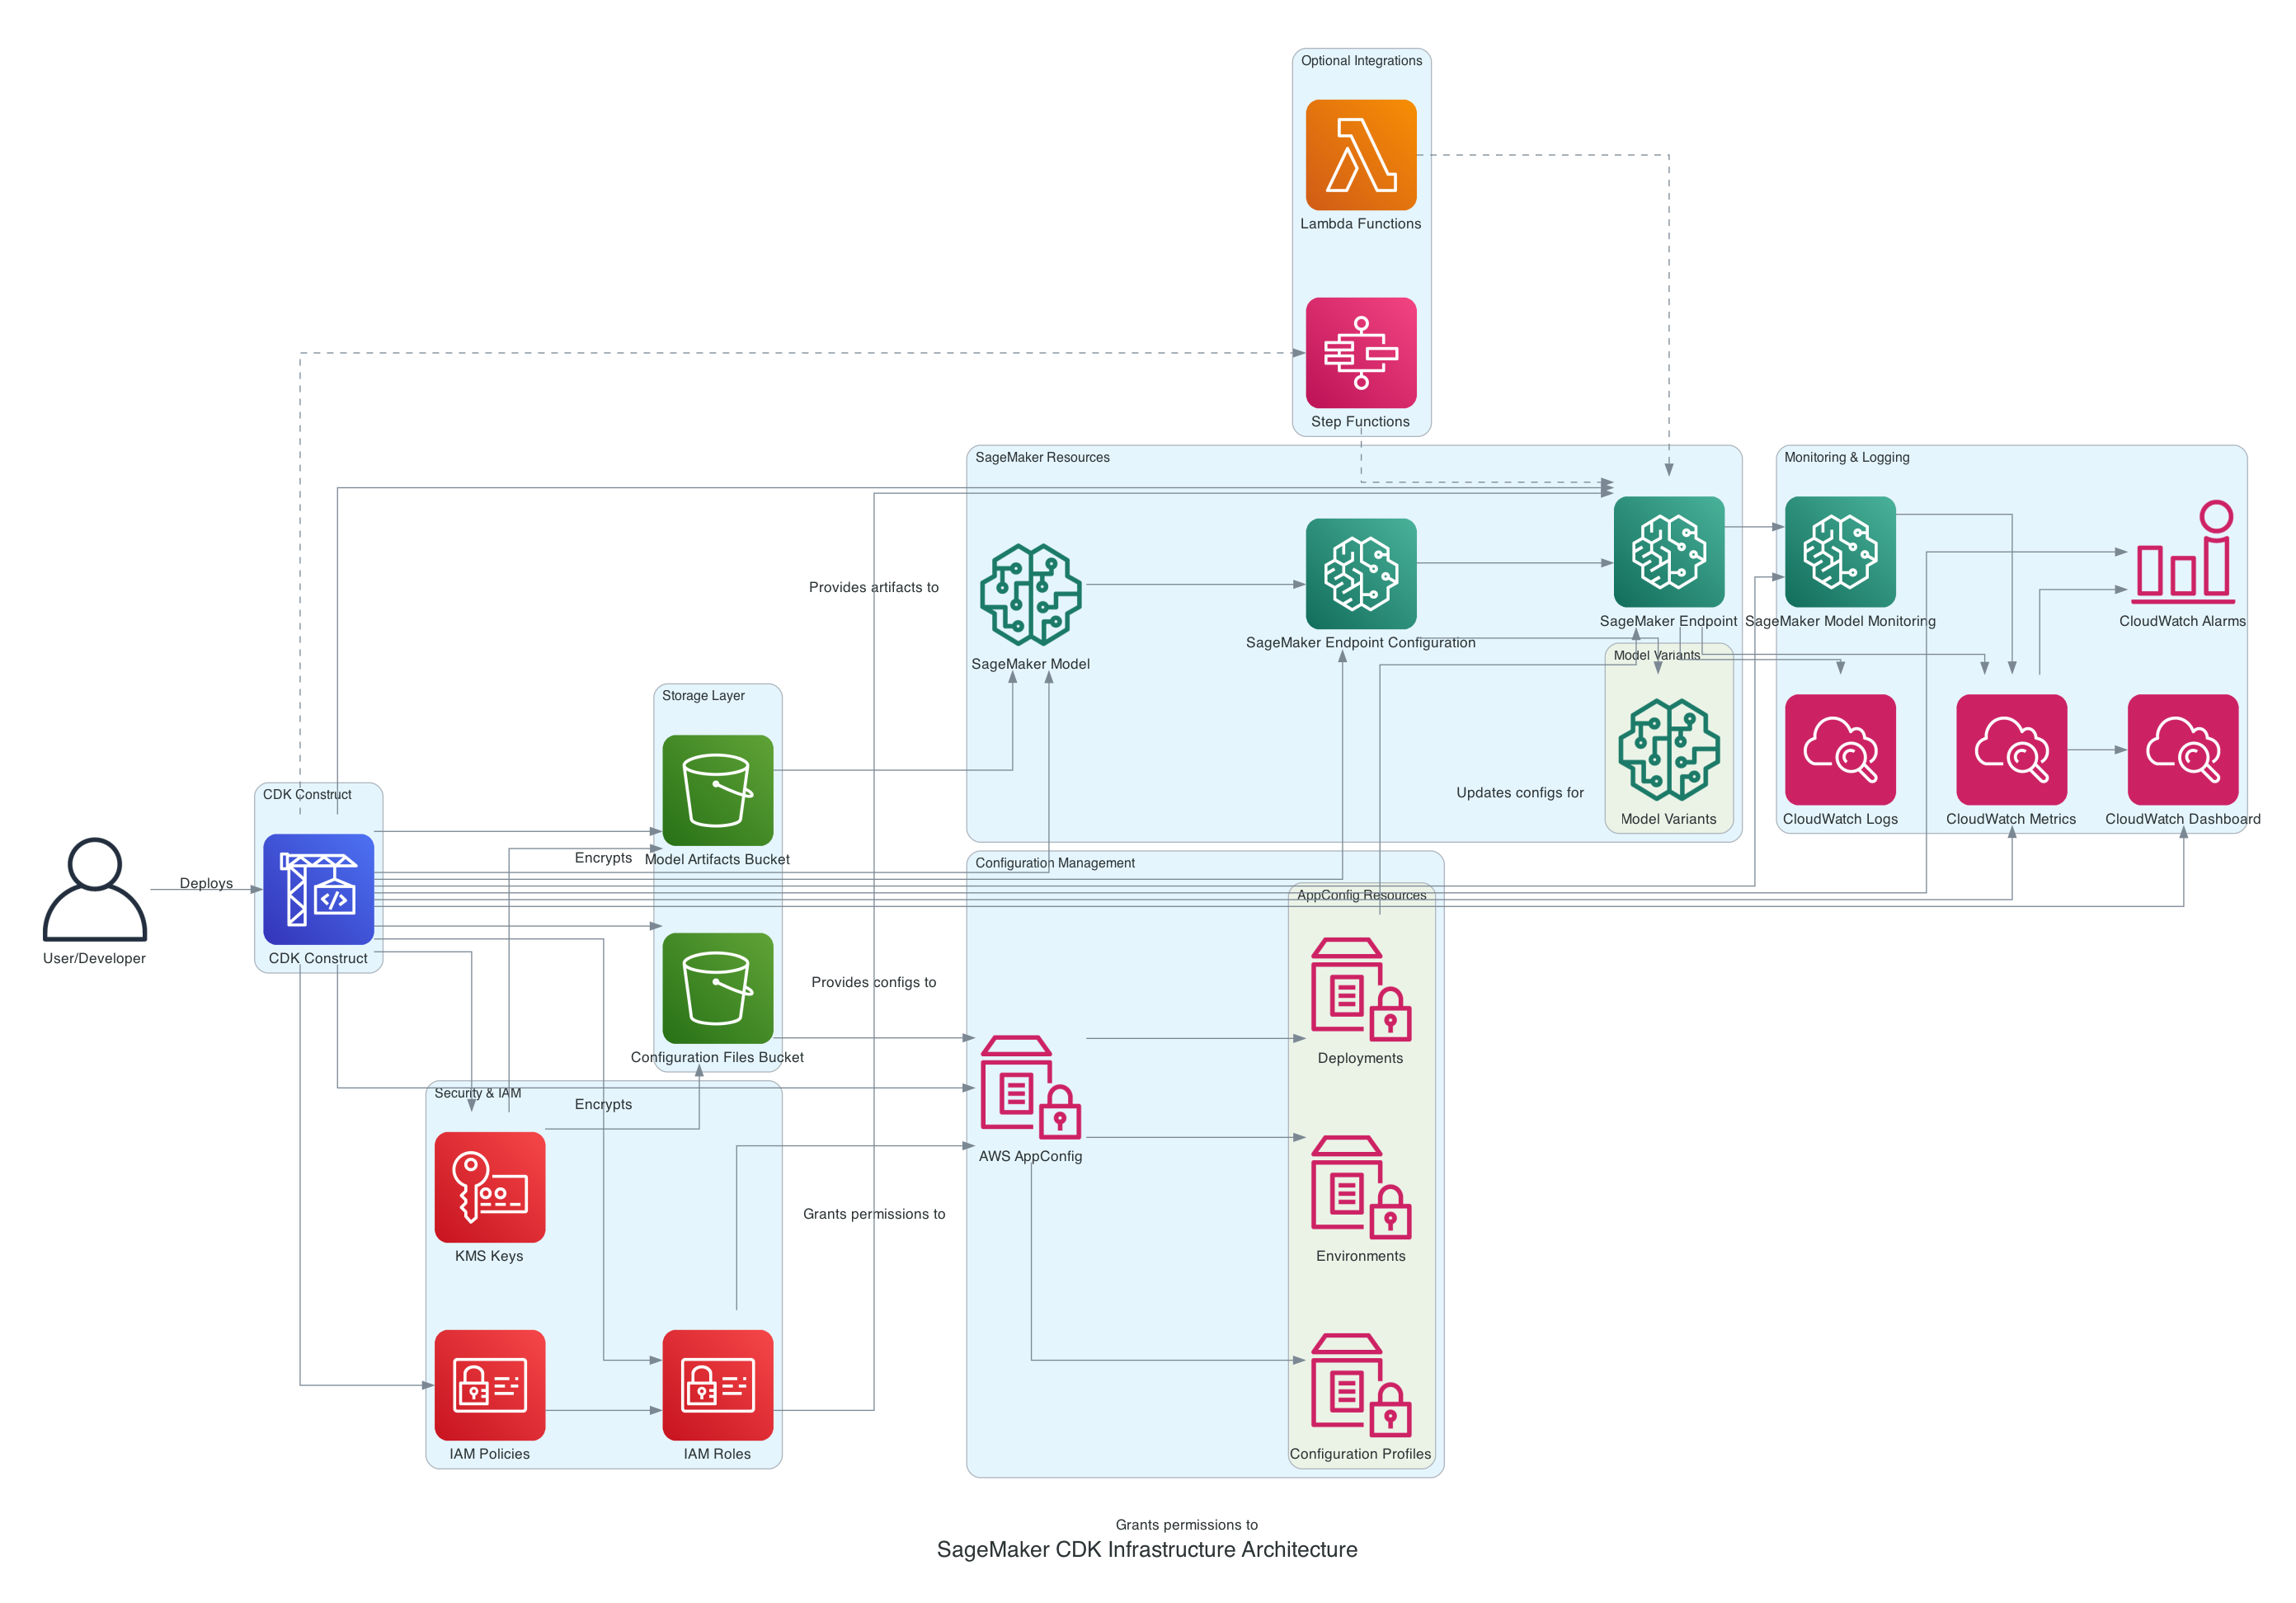 Optional Integrations
Lambda Functions
Step Functions
SageMaker Resources
Monitoring & Logging
Provides artifacts to
SageMaker Model
SageMaker Endpoint Configuration
SageMaker Endpoint
SageMaker Model Monitoring
CloudWatch Alarms
Model Variants
Model Variants
Updates configs for
CloudWatch Logs
CloudWatch Metrics
CloudWatch Dashboard
Storage Layer
Model Artifacts Bucket
Encrypts
CDK Construct
CDK Construct
Deploys
User/Developer
Configuration Files Bucket
Provides configs to
Configuration Management
AppConfig Resources
Deployments
AWS AppConfig
Environments
Configuration Profiles
Security & IAM
Encrypts
KMS Keys
Grants permissions to
IAM Policies
IAM Roles
Grants permissions to
SageMaker CDK Infrastructure Architecture